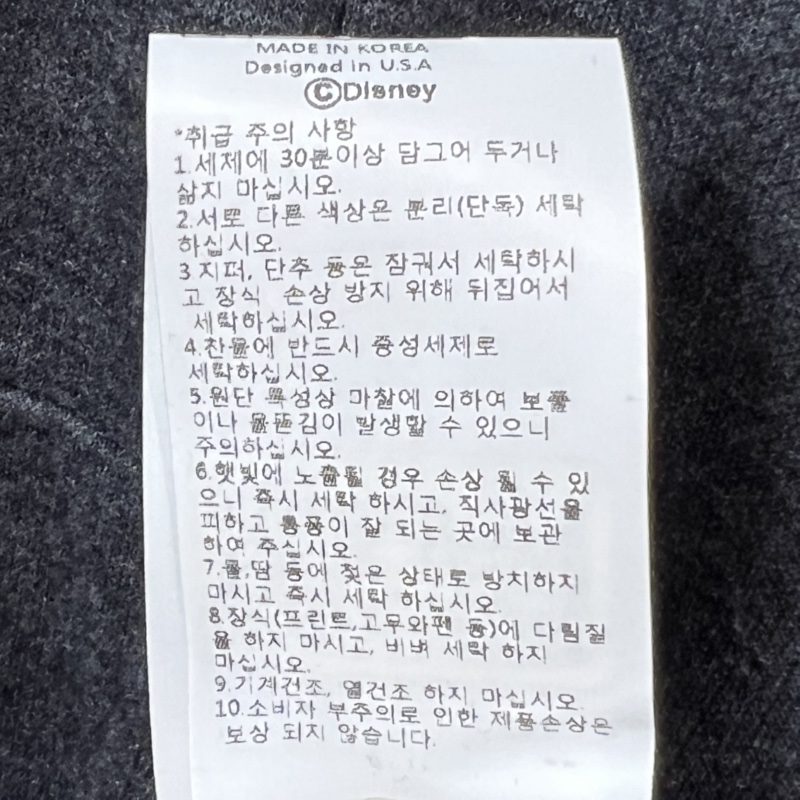 MADE IN KOREA
Designed in U.S.A
©Disney
*취급 주의 사항
1.세제에 30분이상 담그어 두거나
삶지 마십시오.
2.서로 다른 색상은 분리(단독) 세탁
하십시오.
3 지퍼, 단추 등은 잠궈서 세탁하시
고 장식 손상 방지 위해 뒤집어서
세탁하십시오.
4.찬물에 반드시 중성세제로
세탁하십시오.
5.원단 특성상 마찰에 의하여 보풀
이나 올뜯김이 발생할 수 있으니
주의하십시오.
6.햇빛에 노출될 경우 손상 될 수 있
으니 즉시 세탁 하시고, 직사광선을
피하고 통풍이 잘 되는 곳에 보관
하여 주십시오.
7.물,땀 등에 젖은 상태로 방치하지
마시고 즉시 세탁 하십시오.
8.장식(프린트,고무와펜 등)에 다림질
을 하지 마시고, 비벼 세탁 하지
마십시오.
9.기계건조, 열건조 하지 마십시오.
10.소비자 부주의로 인한 제품손상은
보상 되지 않습니다.